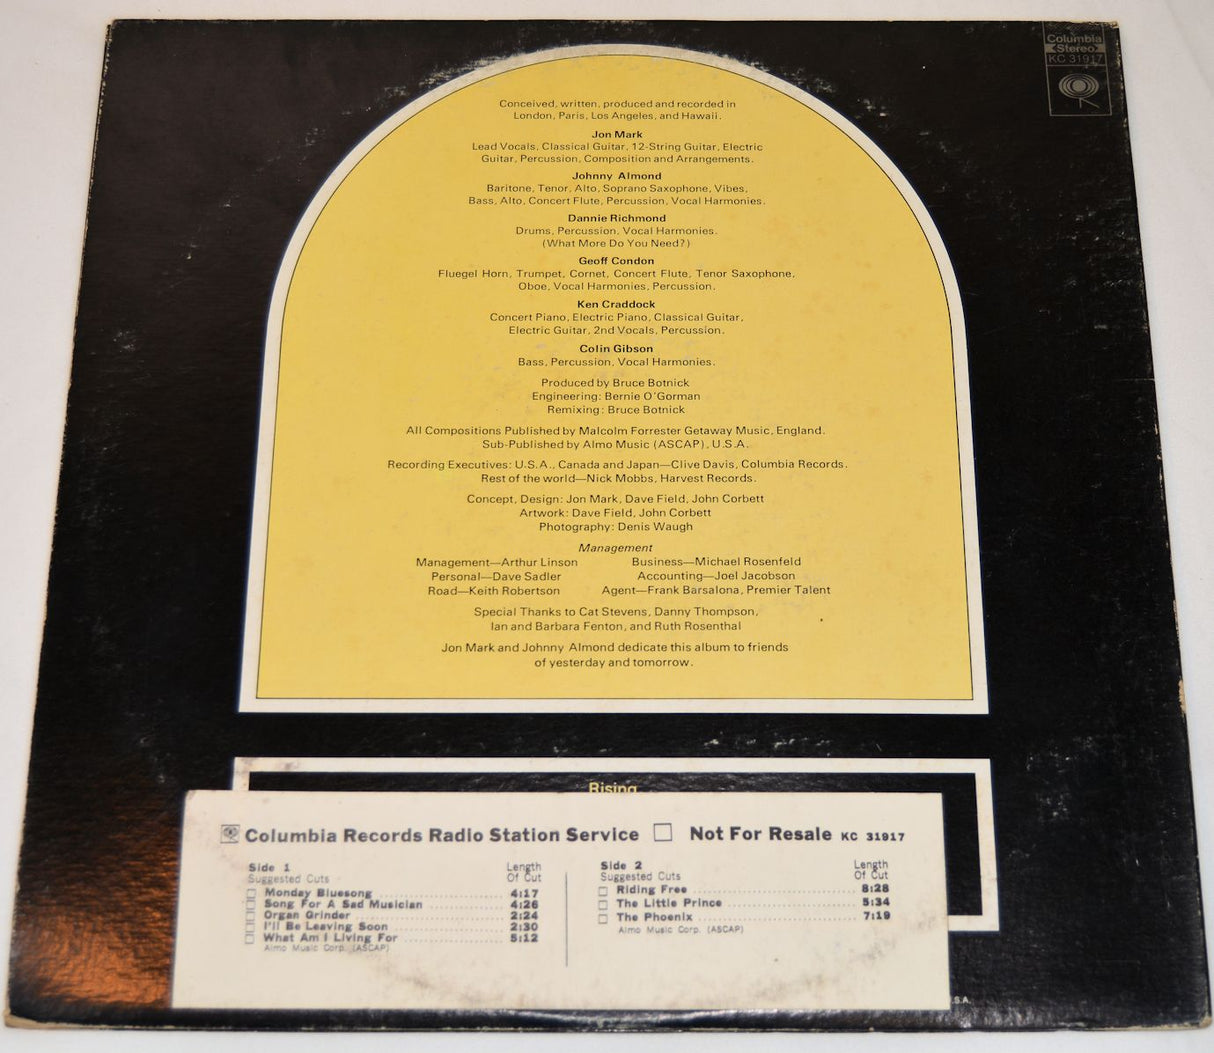 Columbia
Stereo
KC 31917
Conceived, written, produced and recorded in
London, Paris, Los Angeles, and Hawaii.
Jon Mark
Lead Vocals, Classical Guitar, 12-String Guitar, Electric
Guitar, Percussion, Composition and Arrangements.
Johnny Almond
Baritone, Tenor, Alto, Soprano Saxophone, Vibes,
Bass, Alto, Concert Flute, Percussion, Vocal Harmonies.
Dannie Richmond
Drums, Percussion, Vocal Harmonies.
(What More Do You Need?)
Geoff Condon
Fluegel Horn, Trumpet, Cornet, Concert Flute, Tenor Saxophone,
Oboe, Vocal Harmonies, Percussion.
Ken Craddock
Concert Piano, Electric Piano, Classical Guitar,
Electric Guitar, 2nd Vocals, Percussion.
Colin Gibson
Bass, Percussion, Vocal Harmonies.
Produced by Bruce Botnick
Engineering: Bernie O'Gorman
Remixing: Bruce Botnick
All Compositions Published by Malcolm Forrester Getaway Music, England.
Sub-Published by Almo Music (ASCAP), U.S.A.
Recording Executives: U.S.A., Canada and Japan—Clive Davis, Columbia Records.
Rest of the world—Nick Mobbs, Harvest Records.
Concept, Design: Jon Mark, Dave Field, John Corbett
Artwork: Dave Field, John Corbett
Photography: Denis Waugh
Management
Management—Arthur Linson Business—Michael Rosenfeld
Personal—Dave Sadler Accounting—Joel Jacobson
Road—Keith Robertson Agent—Frank Barsalona, Premier Talent
Special Thanks to Cat Stevens, Danny Thompson,
Ian and Barbara Fenton, and Ruth Rosenthal
Jon Mark and Johnny Almond dedicate this album to friends
of yesterday and tomorrow.
Rising
Columbia Records Radio Station Service Not For Resale KC 31917
Side 1 Length
Suggested Cuts Of Cut
Monday Bluesong 4:17
Song For A Sad Musician 4:26
Organ Grinder 2:24
I'll Be Leaving Soon 2:30
What Am I Living For 5:12
Almo Music Corp. (ASCAP)
Side 2 Length
Suggested Cuts Of Cut
Riding Free 8:28
The Little Prince 5:34
The Phoenix 7:19
Almo Music Corp. (ASCAP)
.S.A.